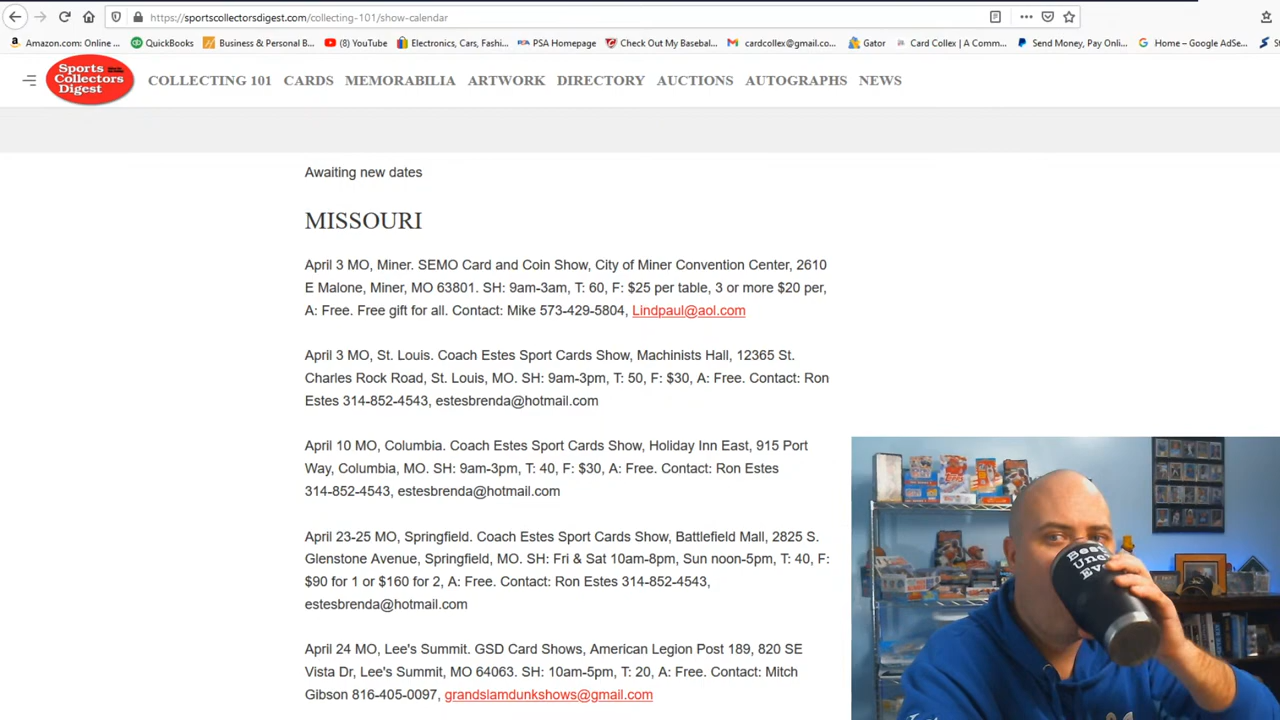 https://sportscollectorsdigest.com/collecting-101/show-calendar
Amazon.com: Online ... QuickBooks Business & Personal B... (8) YouTube Electronics, Cars, Fashi... PSA Homepage Check Out My Basebal... cardcollex@gmail.co... Gator Card Collex | A Comm... Send Money, Pay Onli... Home – Google AdSe...
Sports Collectors Digest
COLLECTING 101 CARDS MEMORABILIA ARTWORK DIRECTORY AUCTIONS AUTOGRAPHS NEWS
Awaiting new dates
MISSOURI
April 3 MO, Miner. SEMO Card and Coin Show, City of Miner Convention Center, 2610
E Malone, Miner, MO 63801. SH: 9am-3am, T: 60, F: $25 per table, 3 or more $20 per,
A: Free. Free gift for all. Contact: Mike 573-429-5804, Lindpaul@aol.com
April 3 MO, St. Louis. Coach Estes Sport Cards Show, Machinists Hall, 12365 St.
Charles Rock Road, St. Louis, MO. SH: 9am-3pm, T: 50, F: $30, A: Free. Contact: Ron
Estes 314-852-4543, estesbrenda@hotmail.com
April 10 MO, Columbia. Coach Estes Sport Cards Show, Holiday Inn East, 915 Port
Way, Columbia, MO. SH: 9am-3pm, T: 40, F: $30, A: Free. Contact: Ron Estes
314-852-4543, estesbrenda@hotmail.com
April 23-25 MO, Springfield. Coach Estes Sport Cards Show, Battlefield Mall, 2825 S.
Glenstone Avenue, Springfield, MO. SH: Fri & Sat 10am-8pm, Sun noon-5pm, T: 40, F:
$90 for 1 or $160 for 2, A: Free. Contact: Ron Estes 314-852-4543,
estesbrenda@hotmail.com
April 24 MO, Lee's Summit. GSD Card Shows, American Legion Post 189, 820 SE
Vista Dr, Lee's Summit, MO 64063. SH: 10am-5pm, T: 20, A: Free. Contact: Mitch
Gibson 816-405-0097, grandslamdunkshows@gmail.com